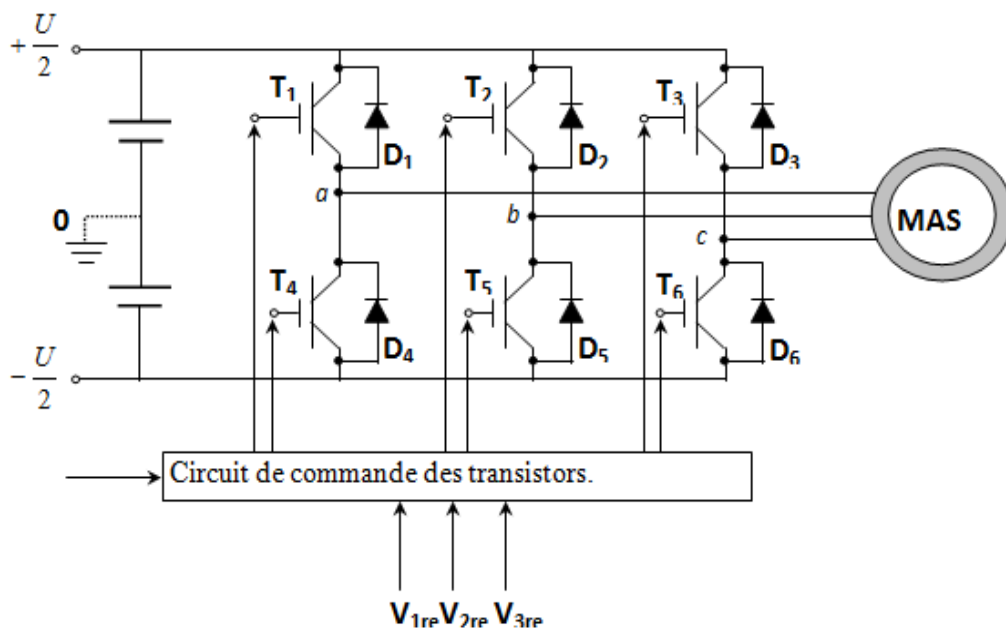 + U/2
T₁ T₂ T₃
D₁ D₂ D₃
a
b
c
0
MAS
T₄ T₅ T₆
D₄ D₅ D₆
− U/2
Circuit de commande des transistors.
V₁re V₂re V₃re